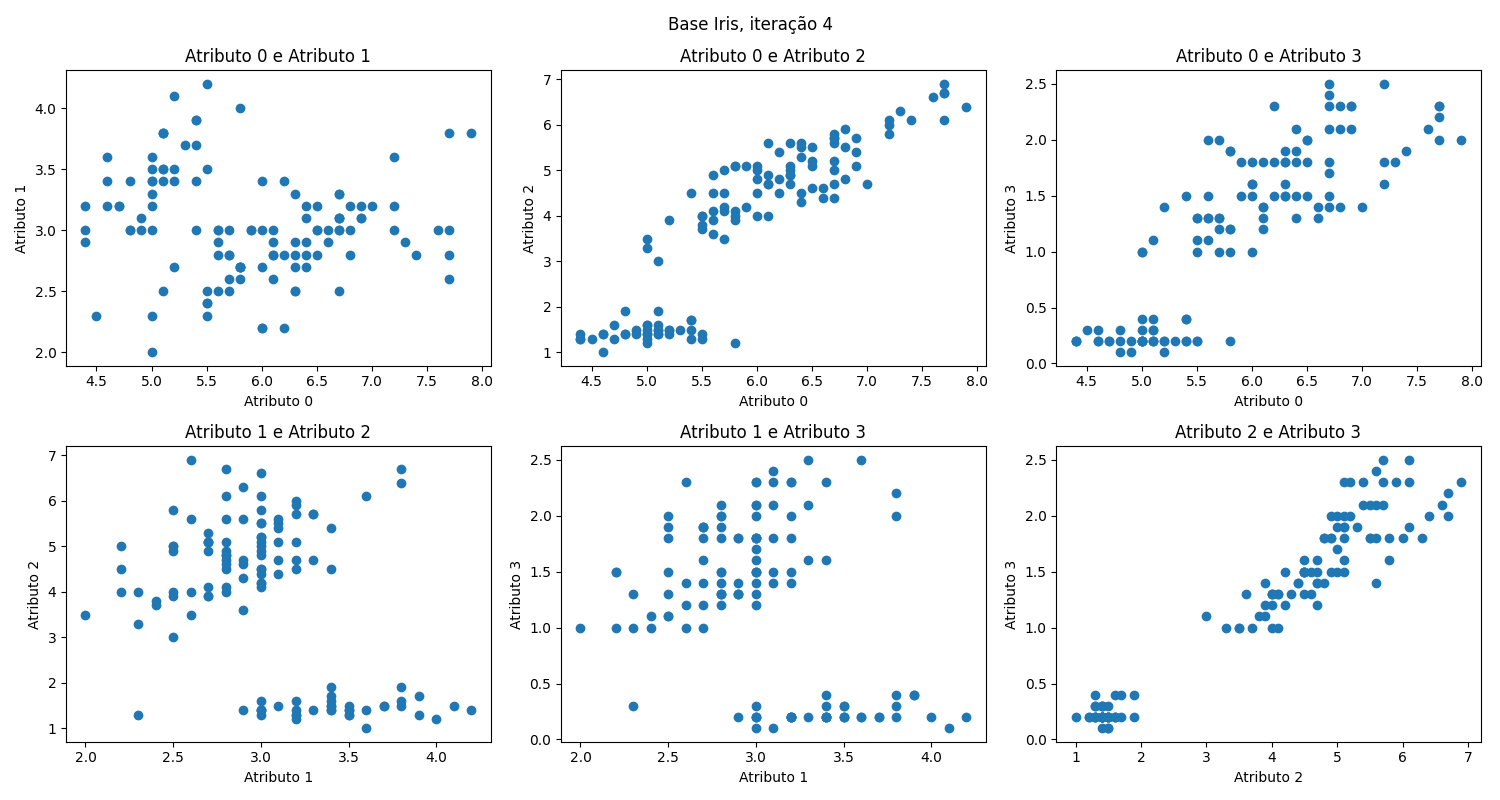 Base Iris, iteração 4
Atributo 0 e Atributo 1
Atributo 1
4.0
3.5
3.0
2.5
2.0
4.5 5.0 5.5 6.0 6.5 7.0 7.5 8.0
Atributo 0
Atributo 0 e Atributo 2
Atributo 2
7
6
5
4
3
2
1
4.5 5.0 5.5 6.0 6.5 7.0 7.5 8.0
Atributo 0
Atributo 0 e Atributo 3
Atributo 3
2.5
2.0
1.5
1.0
0.5
0.0
4.5 5.0 5.5 6.0 6.5 7.0 7.5 8.0
Atributo 0
Atributo 1 e Atributo 2
Atributo 2
7
6
5
4
3
2
1
2.0 2.5 3.0 3.5 4.0
Atributo 1
Atributo 1 e Atributo 3
Atributo 3
2.5
2.0
1.5
1.0
0.5
0.0
2.0 2.5 3.0 3.5 4.0
Atributo 1
Atributo 2 e Atributo 3
Atributo 3
2.5
2.0
1.5
1.0
0.5
0.0
1 2 3 4 5 6 7
Atributo 2